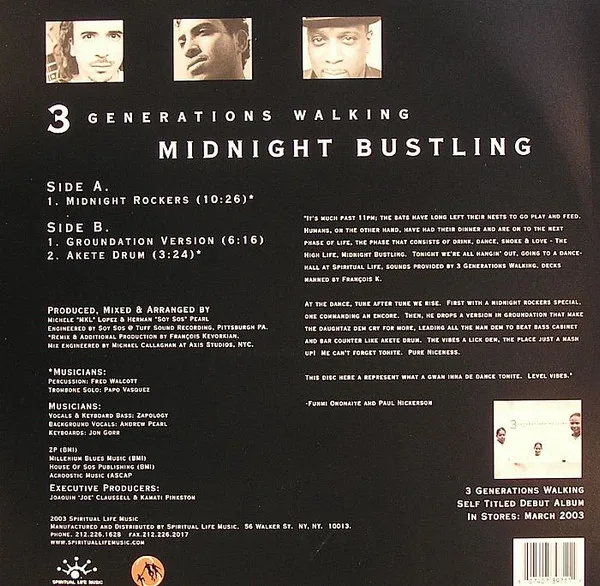 3 GENERATIONS WALKING
MIDNIGHT BUSTLING
SIDE A.
1. MIDNIGHT ROCKERS (10:26)*
SIDE B.
1. GROUNDATION VERSION (6:16)
2. AKETE DRUM (3:24)*
PRODUCED, MIXED & ARRANGED BY
MICHELE "MKL" LOPEZ & HERMAN "SOY SOS" PEARL
ENGINEERED BY SOY SOS @ TUFF SOUND RECORDING, PITTSBURGH PA.
*REMIX & ADDITIONAL PRODUCTION BY FRANÇOIS KEVORKIAN.
MIX ENGINEERED BY MICHAEL CALLAGHAN AT AXIS STUDIOS, NYC.
*MUSICIANS:
PERCUSSION: FRED WALCOTT
TROMBONE SOLO: PAPO VASQUEZ
MUSICIANS:
VOCALS & KEYBOARD BASS: ZAPOLOGY
BACKGROUND VOCALS: ANDREW PEARL
KEYBOARDS: JON GORR
ZP (BMI)
MILLENIUM BLUES MUSIC (BMI)
HOUSE OF SOS PUBLISHING (BMI)
ACROOSTIC MUSIC (ASCAP
EXECUTIVE PRODUCERS:
JOAQUIN 'JOE' CLAUSSELL & KAMATI PINKSTON
2003 SPIRITUAL LIFE MUSIC
MANUFACTURED AND DISTRIBUTED BY SPIRITUAL LIFE MUSIC. 56 WALKER ST. NY, NY. 10013.
PHONE. 212.226.1628 FAX.212.226.2017
WWW.SPIRITUALLIFEMUSIC.COM
SPIRITUAL LIFE MUSIC
"IT'S MUCH PAST 11PM; THE BATS HAVE LONG LEFT THEIR NESTS TO GO PLAY AND FEED.
HUMANS, ON THE OTHER HAND, HAVE HAD THEIR DINNER AND ARE ON TO THE NEXT
PHASE OF LIFE, THE PHASE THAT CONSISTS OF DRINK, DANCE, SMOKE & LOVE - THE
HIGH LIFE, MIDNIGHT BUSTLING. TONIGHT WE'RE ALL HANGIN' OUT, GOING TO A DANCE-
HALL AT SPIRITUAL LIFE, SOUNDS PROVIDED BY 3 GENERATIONS WALKING, DECKS
MANNED BY FRANÇOIS K.
AT THE DANCE, TUNE AFTER TUNE WE RISE. FIRST WITH A MIDNIGHT ROCKERS SPECIAL,
ONE COMMANDING AN ENCORE. THEN, HE DROPS A VERSION IN GROUNDATION THAT MAKE
THE DAUGHTAZ DEM CRY FOR MORE, LEADING ALL THE MAN DEM TO BEAT BASS CABINET
AND BAR COUNTER LIKE AKETE DRUM. THE VIBES A LICK DEM, THE PLACE JUST A MASH
UP! ME CAN'T FORGET TONITE. PURE NICENESS.
THIS DISC HERE A REPRESENT WHAT A GWAN INNA DE DANCE TONITE. LEVEL VIBES."
-FUNMI ONONAIYE AND PAUL NICKERSON
3 GENERATIONS WALKING
3 GENERATIONS WALKING
SELF TITLED DEBUT ALBUM
IN STORES: MARCH 2003